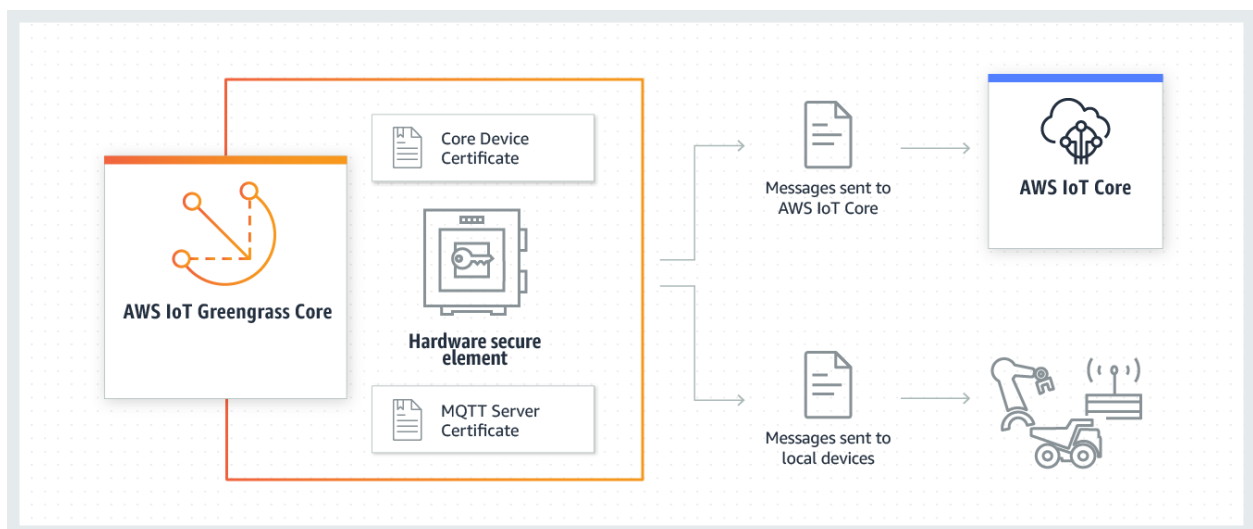 AWS IoT Greengrass Core
Core Device
Certificate
Hardware secure
element
MQTT Server
Certificate
Messages sent to
AWS IoT Core
AWS IoT Core
Messages sent to
local devices